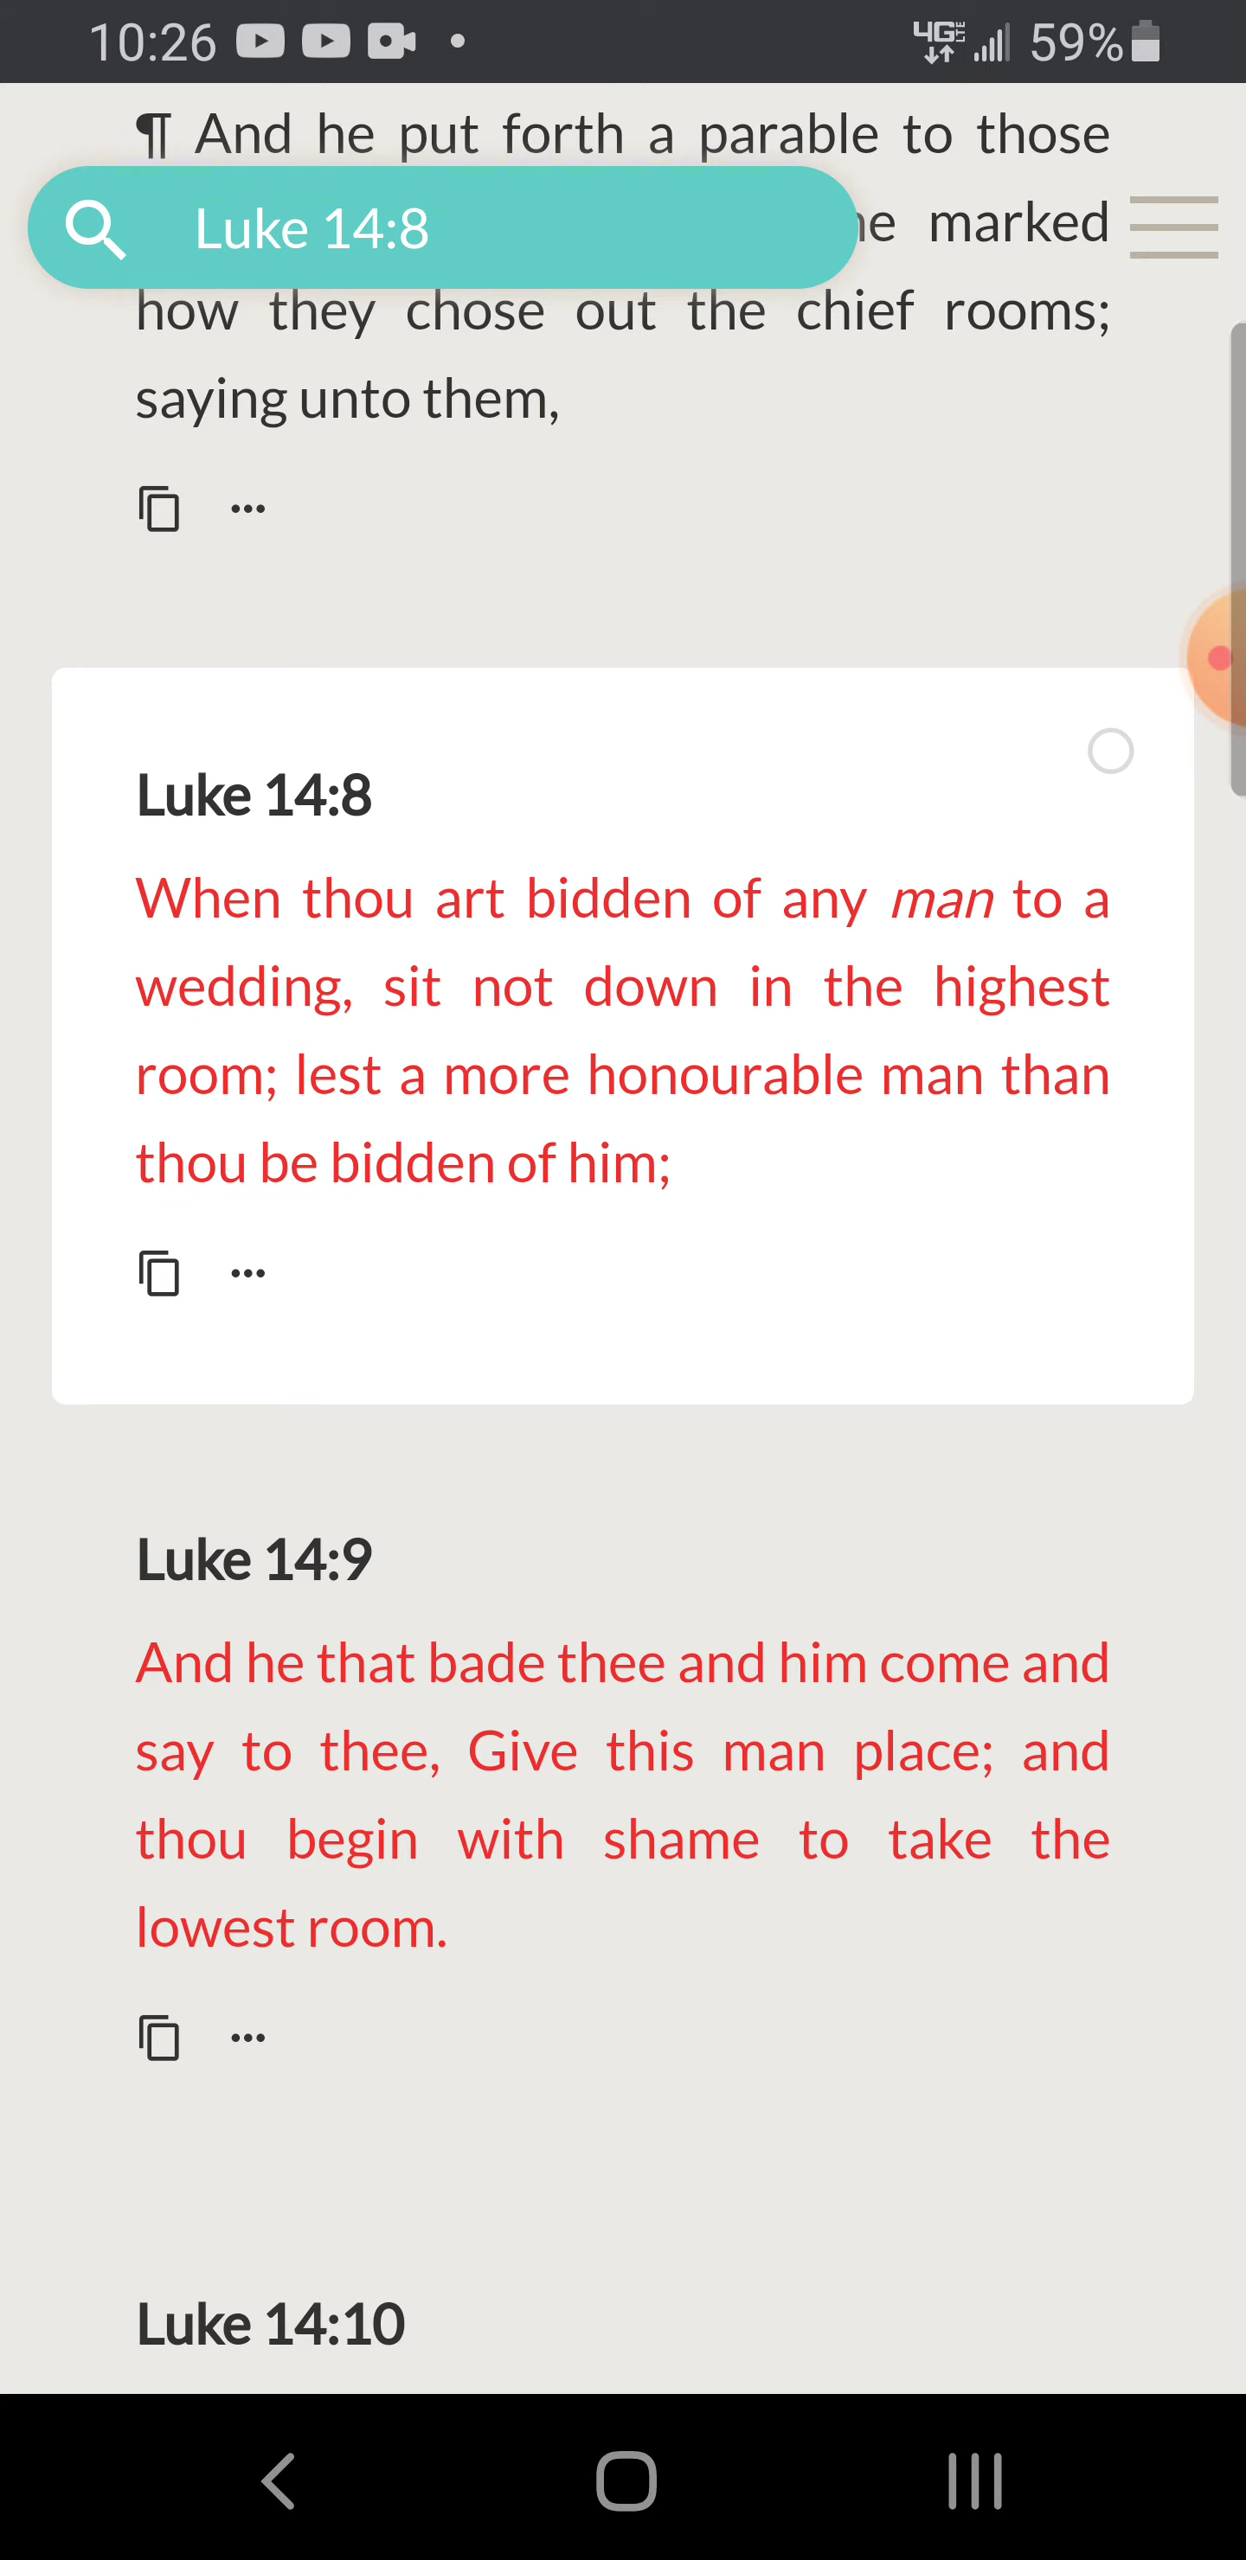 10:26
4G LTE 59%
¶ And he put forth a parable to those
Luke 14:8
marked
how they chose out the chief rooms;
saying unto them,
Luke 14:8
When thou art bidden of any man to a
wedding, sit not down in the highest
room; lest a more honourable man than
thou be bidden of him;
Luke 14:9
And he that bade thee and him come and
say to thee, Give this man place; and
thou begin with shame to take the
lowest room.
Luke 14:10